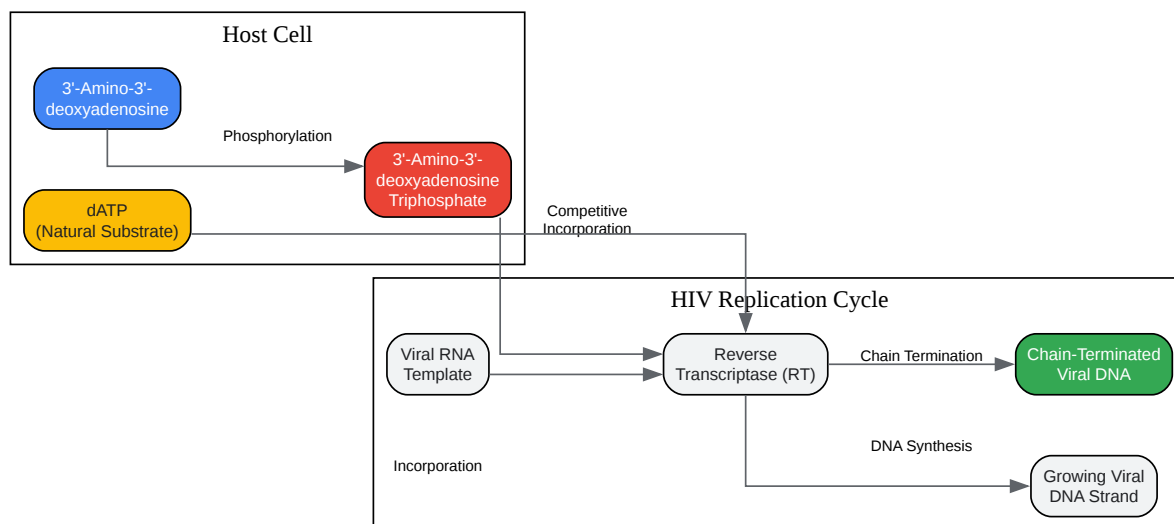 Host Cell
3'-Amino-3'-
deoxyadenosine
Phosphorylation
3'-Amino-3'-
deoxyadenosine
Triphosphate
dATP
(Natural Substrate)
Competitive
Incorporation
HIV Replication Cycle
Viral RNA
Template
Reverse
Transcriptase (RT)
Chain Termination
Chain-Terminated
Viral DNA
DNA Synthesis
Incorporation
Growing Viral
DNA Strand